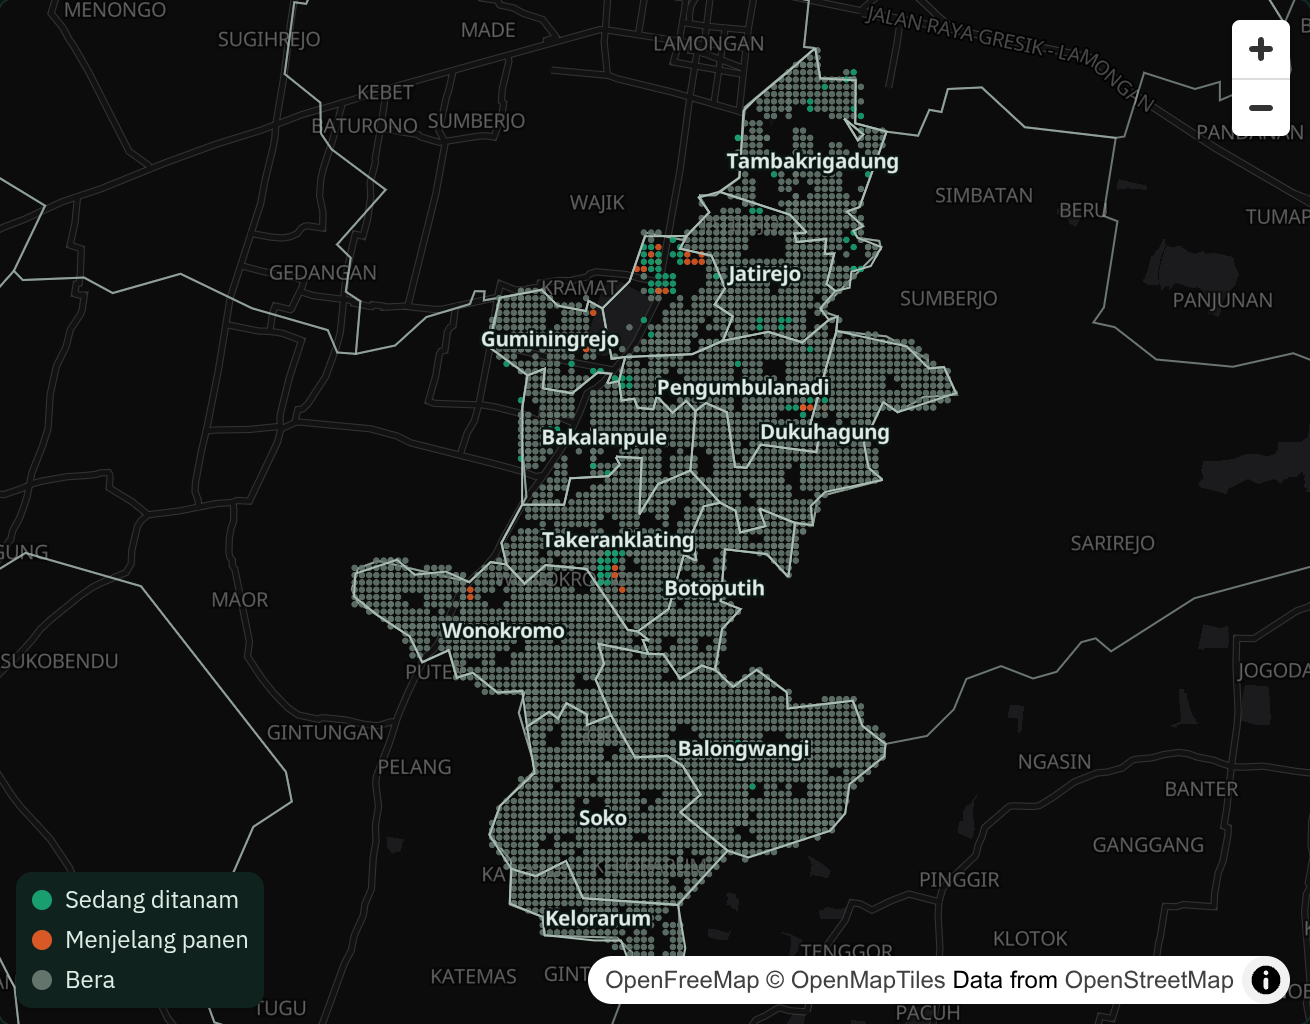 MENONGO
SUGIHREJO
MADE
LAMONGAN
JALAN RAYA GRESIK - LAMONGAN
KEBET
BATURONO
SUMBERJO
Tambakrigadung
WAJIK
SIMBATAN
BERU
GEDANGAN
KRAMAT
Jatirejo
SUMBERJO
PANJUNAN
Guminingrejo
Pengumbulanadi
Bakalanpule
Dukuhagung
Takeranklating
SARIREJO
Botoputih
MAOR
Wonokromo
SUKOBENDU
GINTUNGAN
PELANG
Balongwangi
NGASIN
BANTER
Soko
GANGGANG
PINGGIR
Kelorarum
KLOTOK
TENGGOR
KATEMAS
TUGU
PACUH
Sedang ditanam
Menjelang panen
Bera
OpenFreeMap © OpenMapTiles Data from OpenStreetMap